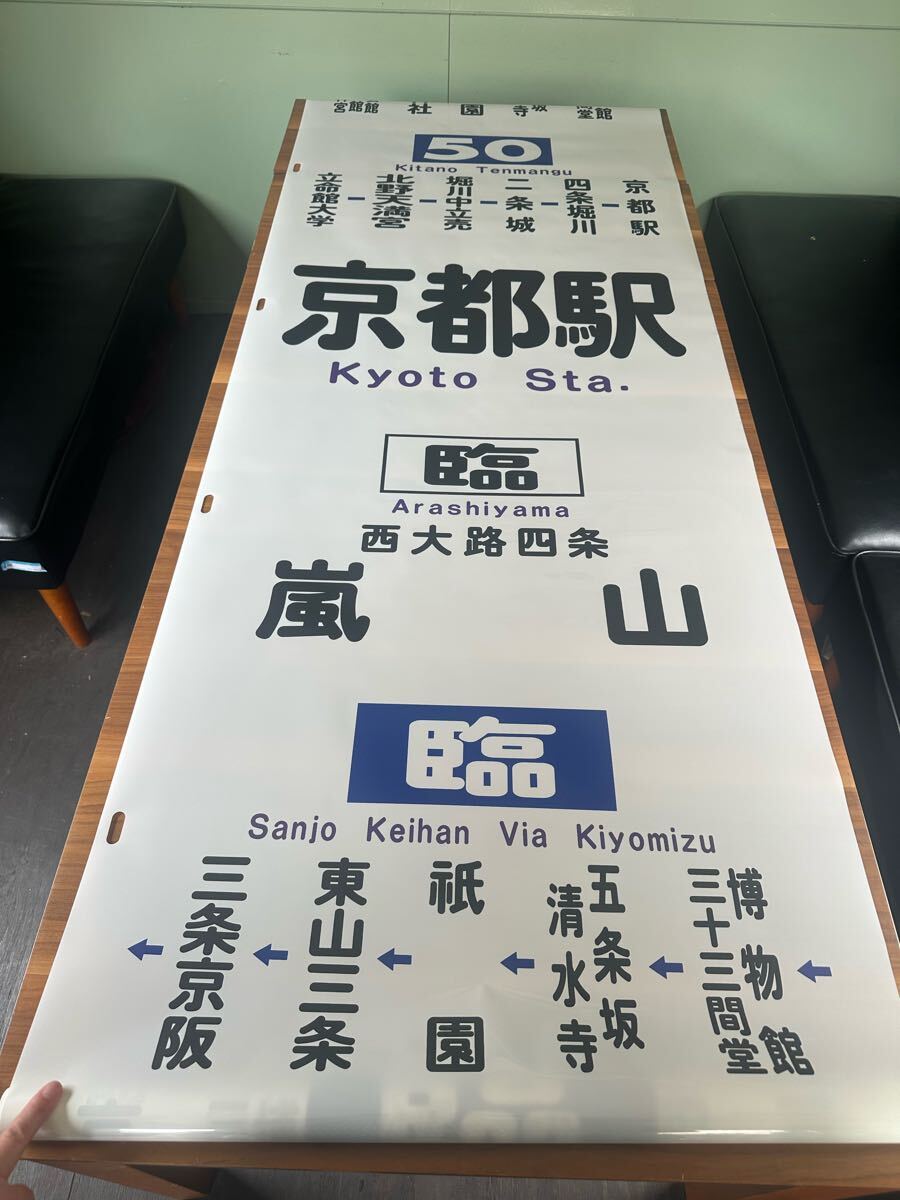 社 園
50
Kitano Tenmangu
京都駅 - 四条堀川 - 二条城 - 堀川中立売 - 北野天満宮 - 立命館大学
京都駅
Kyoto Sta.
臨
Arashiyama
西大路四条
嵐山
臨
Sanjo Keihan Via Kiyomizu
←
博物館
三十三間堂
←
五条坂
清水寺
←
祇園
←
東山三条
←
三条京阪
←